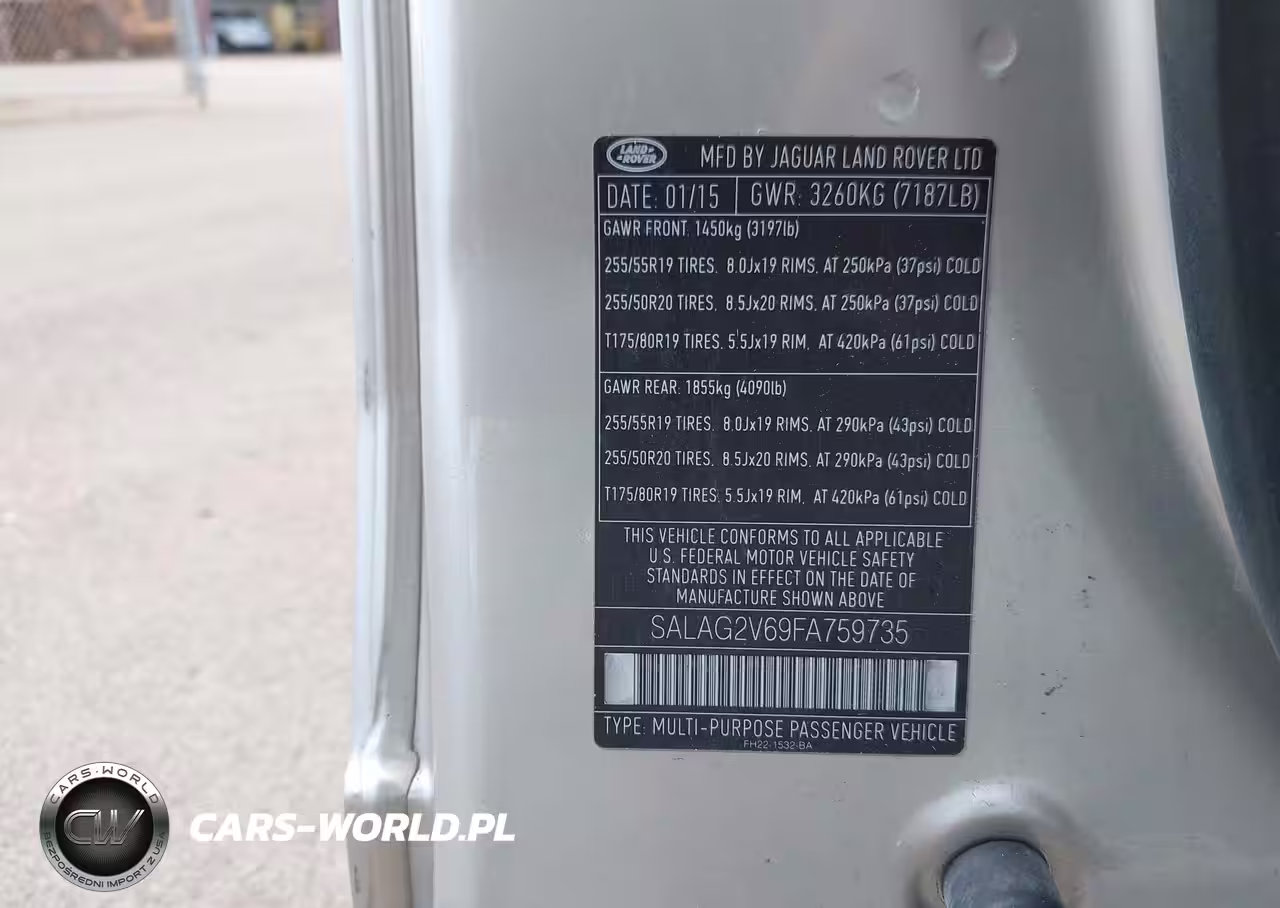 LAND ROVER
MFD BY JAGUAR LAND ROVER LTD
DATE: 01/15 GWR: 3260KG (7187LB)
GAWR FRONT: 1450kg (3197lb)
255/55R19 TIRES, 8.0Jx19 RIMS, AT 250kPa (37psi) COLD
255/50R20 TIRES, 8.5Jx20 RIMS, AT 250kPa (37psi) COLD
T175/80R19 TIRES, 5.5Jx19 RIM, AT 420kPa (61psi) COLD
GAWR REAR: 1855kg (4090lb)
255/55R19 TIRES, 8.0Jx19 RIMS, AT 290kPa (43psi) COLD
255/50R20 TIRES, 8.5Jx20 RIMS, AT 290kPa (43psi) COLD
T175/80R19 TIRES, 5.5Jx19 RIM, AT 420kPa (61psi) COLD
THIS VEHICLE CONFORMS TO ALL APPLICABLE
U.S. FEDERAL MOTOR VEHICLE SAFETY
STANDARDS IN EFFECT ON THE DATE OF
MANUFACTURE SHOWN ABOVE
SALAG2V69FA759735
TYPE: MULTI-PURPOSE PASSENGER VEHICLE
FH22-1532-BA
CARS-WORLD
CW
BEZPOŚREDNI IMPORT Z USA
CARS-WORLD.PL